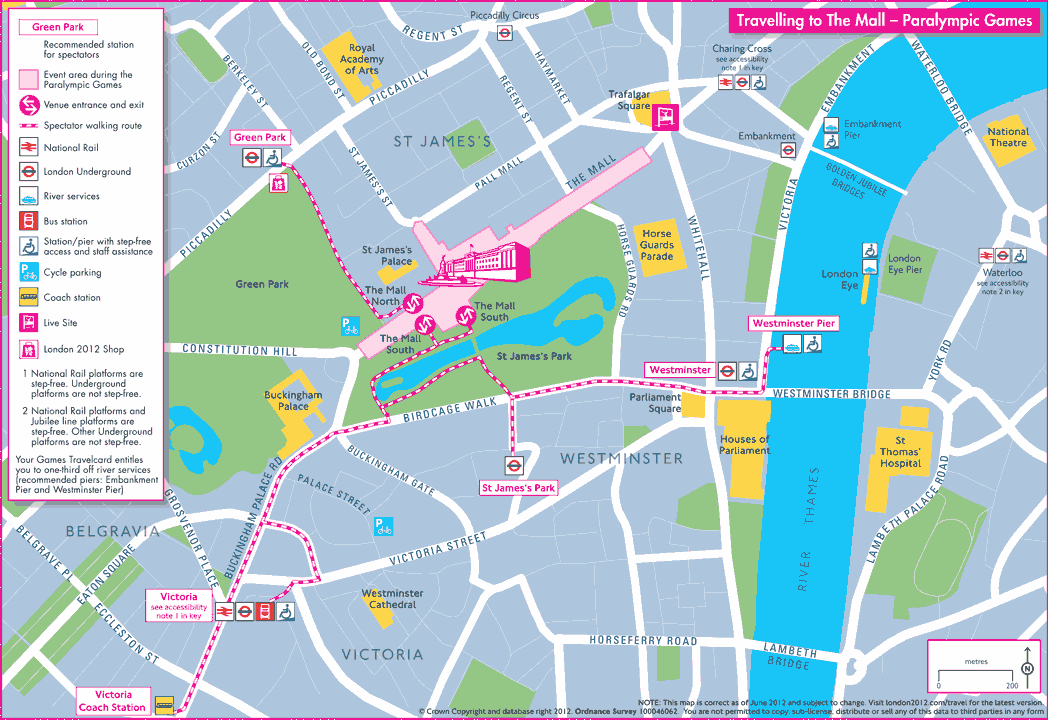 Travelling to The Mall – Paralympic Games
Green Park
Recommended station
for spectators
Event area during the
Paralympic Games
Venue entrance and exit
Spectator walking route
National Rail
London Underground
River services
Bus station
Station/pier with step-free
access and staff assistance
Cycle parking
Coach station
Live Site
London 2012 Shop
1 National Rail platforms are
step-free. Underground
platforms are not step-free.
2 National Rail platforms and
Jubilee line platforms are
step-free. Other Underground
platforms are not step-free.
Your Games Travelcard entitles
you to one-third off river services
(recommended piers: Embankment
Pier and Westminster Pier)
Piccadilly Circus
REGENT ST
OLD BOND ST
Royal
Academy
of Arts
BERKELEY ST
PICCADILLY
HAYMARKET
REGENT ST
Charing Cross
see accessibility
note 1 in key
EMBANKMENT
WATERLOO BRIDGE
Trafalgar
Square
Embankment
Embankment
Pier
National
Theatre
CURZON ST
Green Park
ST JAMES'S
ST JAMES'S ST
PALL MALL
THE MALL
GOLDEN JUBILEE
BRIDGES
VICTORIA
PICCADILLY
St James's
Palace
HORSE GUARDS RD
Horse
Guards
Parade
WHITEHALL
London
Eye Pier
London
Eye
Waterloo
see accessibility
note 2 in key
Green Park
The Mall
North
The Mall
South
The Mall
South
P
St James's Park
CONSTITUTION HILL
Westminster Pier
Westminster
YORK RD
Buckingham
Palace
BIRDCAGE WALK
Parliament
Square
WESTMINSTER BRIDGE
Houses of
Parliament
St
Thomas'
Hospital
WESTMINSTER
BUCKINGHAM GATE
PALACE STREET
St James's Park
BUCKINGHAM PALACE RD
GROSVENOR PLACE
P
VICTORIA STREET
RIVER THAMES
LAMBETH PALACE ROAD
BELGRAVIA
BELGRAVE PL
EATON SQUARE
ECCLESTON ST
Victoria
see accessibility
note 1 in key
Westminster
Cathedral
VICTORIA
HORSEFERRY ROAD
LAMBETH
BRIDGE
Victoria
Coach Station
metres
0
200
N
NOTE: This map is correct as of June 2012 and subject to change. Visit london2012.com/travel for the latest version.
© Crown Copyright and database right 2012. Ordnance Survey 100046062. You are not permitted to copy, sub-license, distribute or sell any of this data to third parties in any form